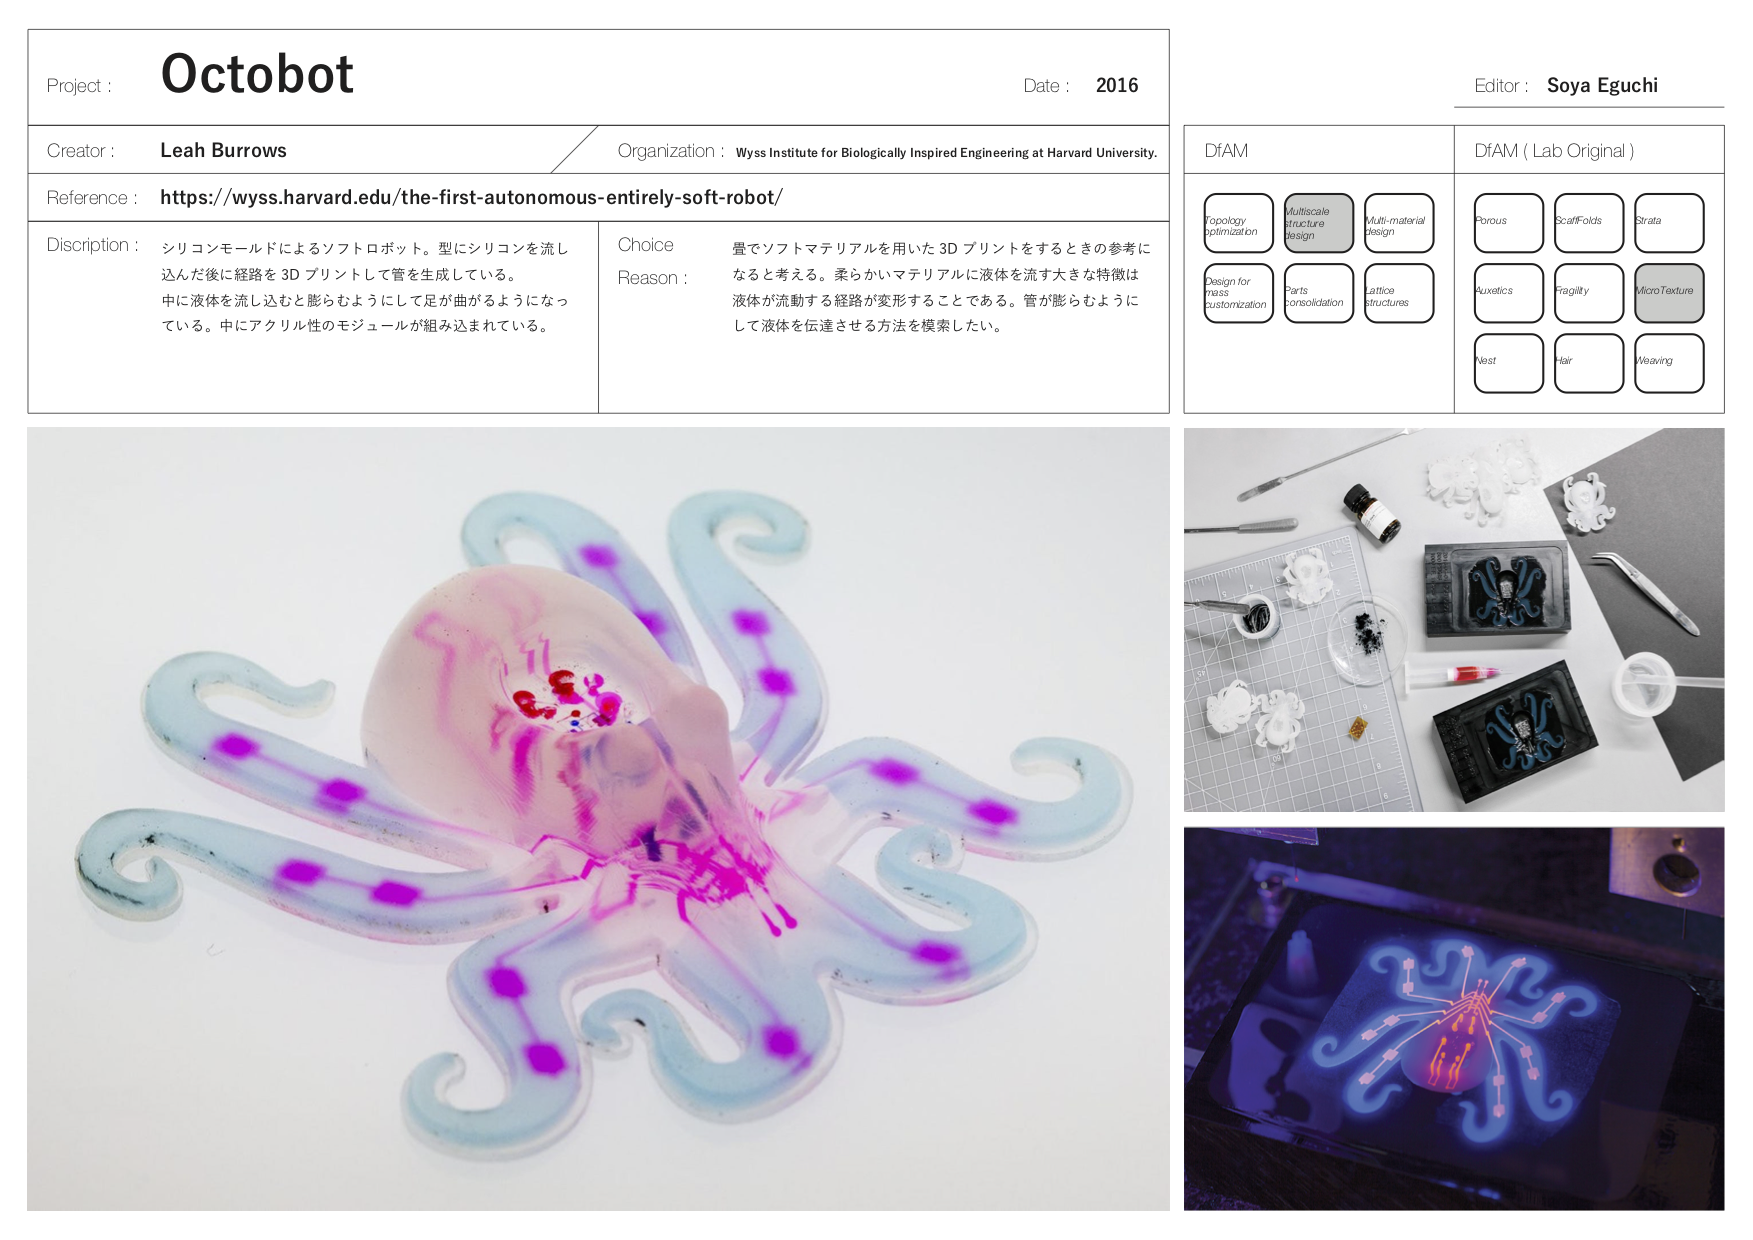 Project :
Octobot
Date :
2016
Editor :
Soya Eguchi
Creator :
Leah Burrows
Organization :
Wyss Institute for Biologically Inspired Engineering at Harvard University.
Reference :
https://wyss.harvard.edu/the-first-autonomous-entirely-soft-robot/
Discription :
シリコンモールドによるソフトロボット。型にシリコンを流し
込んだ後に経路を 3D プリントして管を生成している。
中に液体を流し込むと膨らむようにして足が曲がるようになっ
ている。中にアクリル性のモジュールが組み込まれている。
Choice
Reason :
畳でソフトマテリアルを用いた 3D プリントをするときの参考に
なると考える。柔らかいマテリアルに液体を流す大きな特徴は
液体が流動する経路が変形することである。管が膨らむように
して液体を伝達させる方法を模索したい。
DfAM
Topology
optimization
Multiscale
structure
design
Multi-material
design
Design for
mass
customization
Parts
consolidation
Lattice
structures
DfAM ( Lab Original )
Porous
ScaffFolds
Strata
Auxetics
Fragility
MicroTexture
Nest
Hair
Weaving